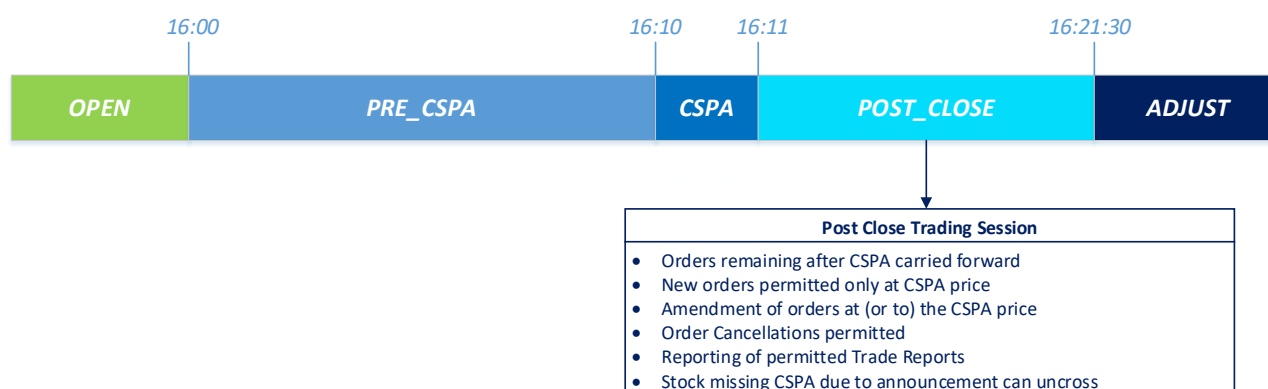 16:00 16:10 16:11 16:21:30
OPEN PRE_CSPA CSPA POST_CLOSE ADJUST
Post Close Trading Session
• Orders remaining after CSPA carried forward
• New orders permitted only at CSPA price
• Amendment of orders at (or to) the CSPA price
• Order Cancellations permitted
• Reporting of permitted Trade Reports
• Stock missing CSPA due to announcement can uncross